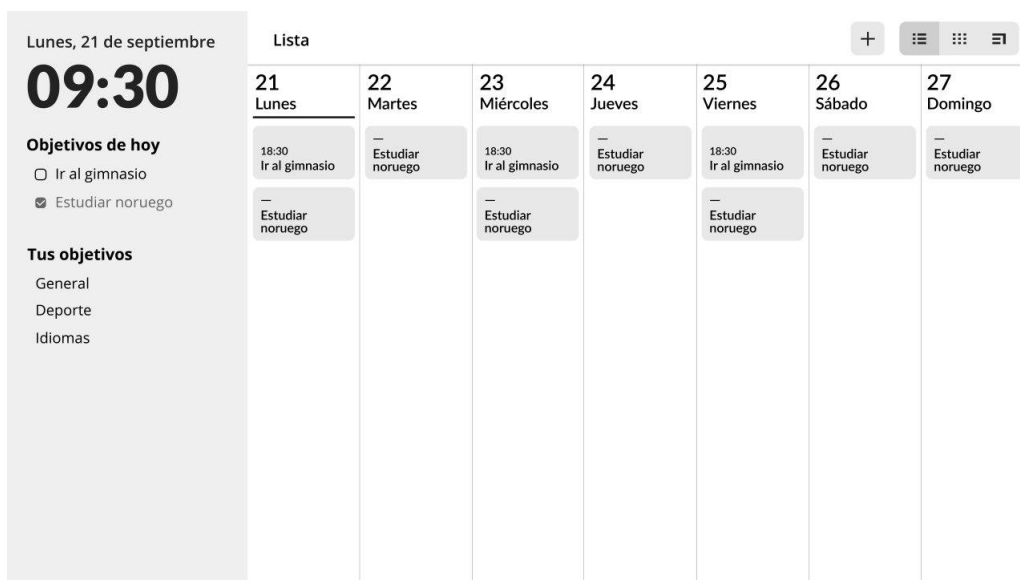 Lunes, 21 de septiembre
09:30
Objetivos de hoy
Ir al gimnasio
Estudiar noruego
Tus objetivos
General
Deporte
Idiomas
Lista
21
Lunes
18:30
Ir al gimnasio
—
Estudiar
noruego
22
Martes
—
Estudiar
noruego
23
Miércoles
18:30
Ir al gimnasio
—
Estudiar
noruego
24
Jueves
—
Estudiar
noruego
25
Viernes
18:30
Ir al gimnasio
—
Estudiar
noruego
26
Sábado
—
Estudiar
noruego
27
Domingo
—
Estudiar
noruego